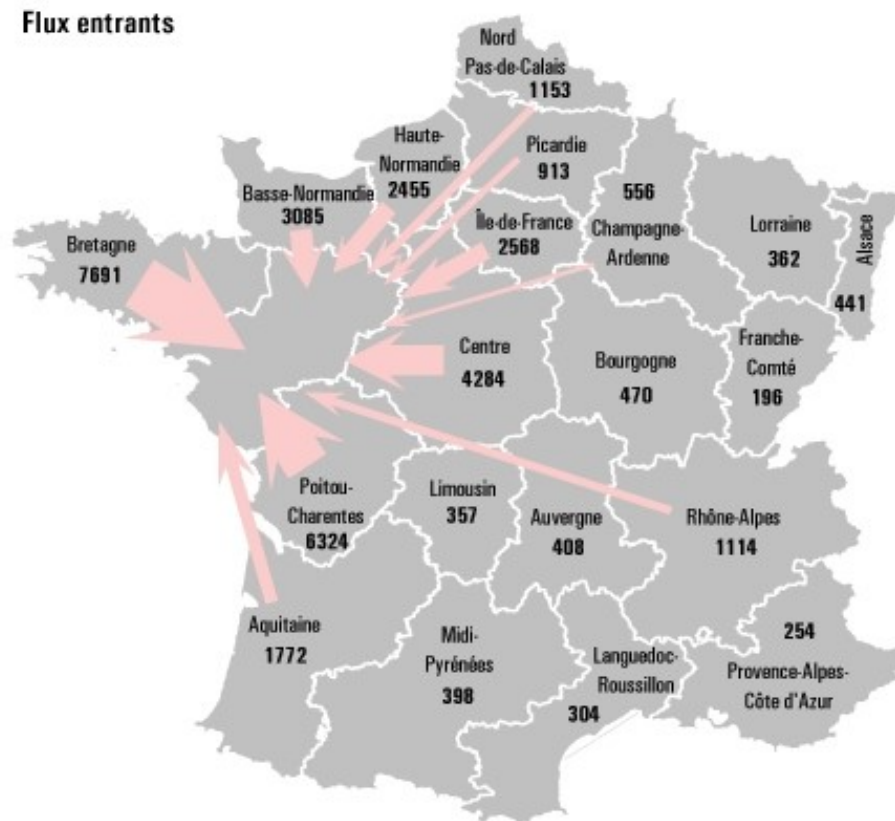 Flux entrants
Nord
Pas-de-Calais
1153
Haute-
Normandie
2455
Picardie
913
Basse-Normandie
3085
556
Champagne-
Ardenne
Île-de-France
2568
Lorraine
362
Alsace
441
Bretagne
7691
Centre
4284
Bourgogne
470
Franche-
Comté
196
Poitou-
Charentes
6324
Limousin
357
Auvergne
408
Rhône-Alpes
1114
Aquitaine
1772
Midi-
Pyrénées
398
Languedoc-
Roussillon
304
254
Provence-Alpes-
Côte d'Azur